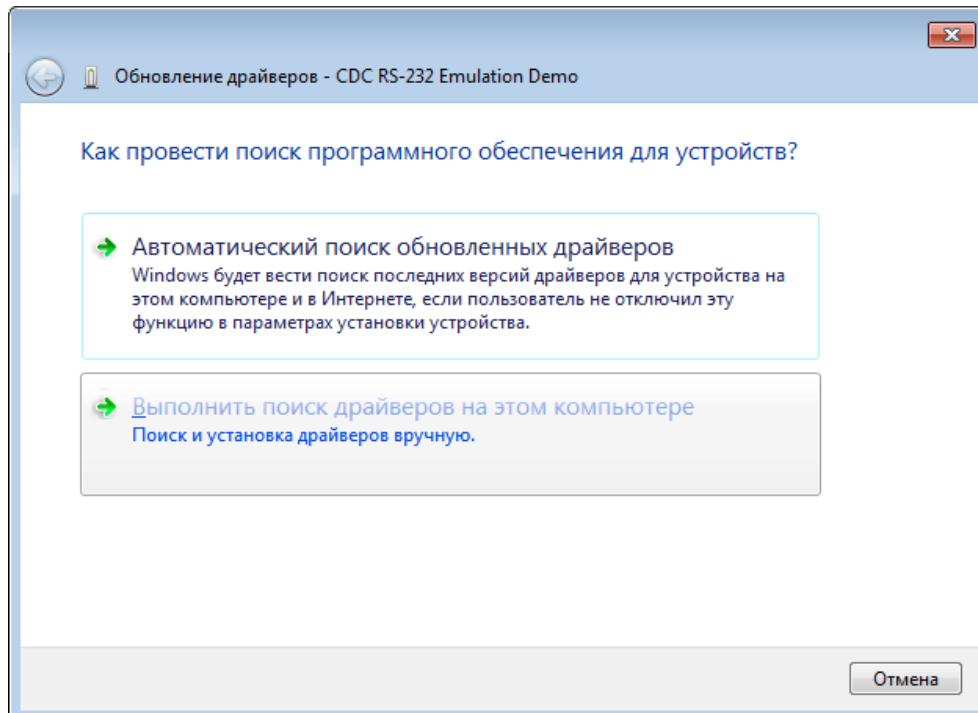 Обновление драйверов - CDC RS-232 Emulation Demo
Как провести поиск программного обеспечения для устройств?
Автоматический поиск обновленных драйверов
Windows будет вести поиск последних версий драйверов для устройства на
этом компьютере и в Интернете, если пользователь не отключил эту
функцию в параметрах установки устройства.
Выполнить поиск драйверов на этом компьютере
Поиск и установка драйверов вручную.
Отмена